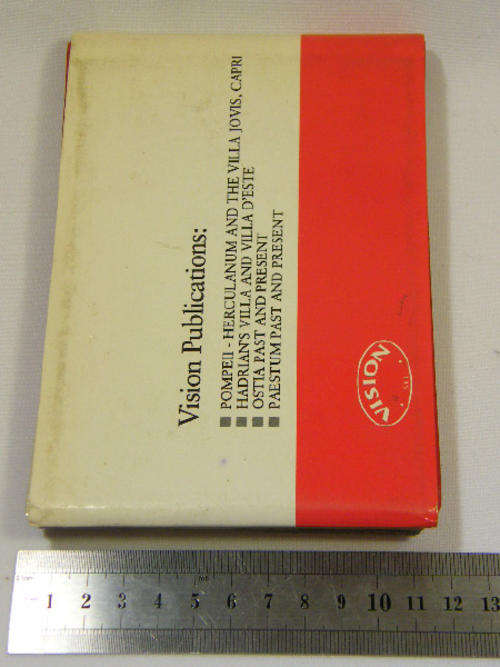 Vision Publications:
POMPEII - HERCULANUM AND THE VILLA JOVIS, CAPRI
HADRIAN'S VILLA AND VILLA D'ESTE
OSTIA PAST AND PRESENT
PAESTUM PAST AND PRESENT
VISION
1 2 3 4 5 6 7 8 9 10 11 12 13